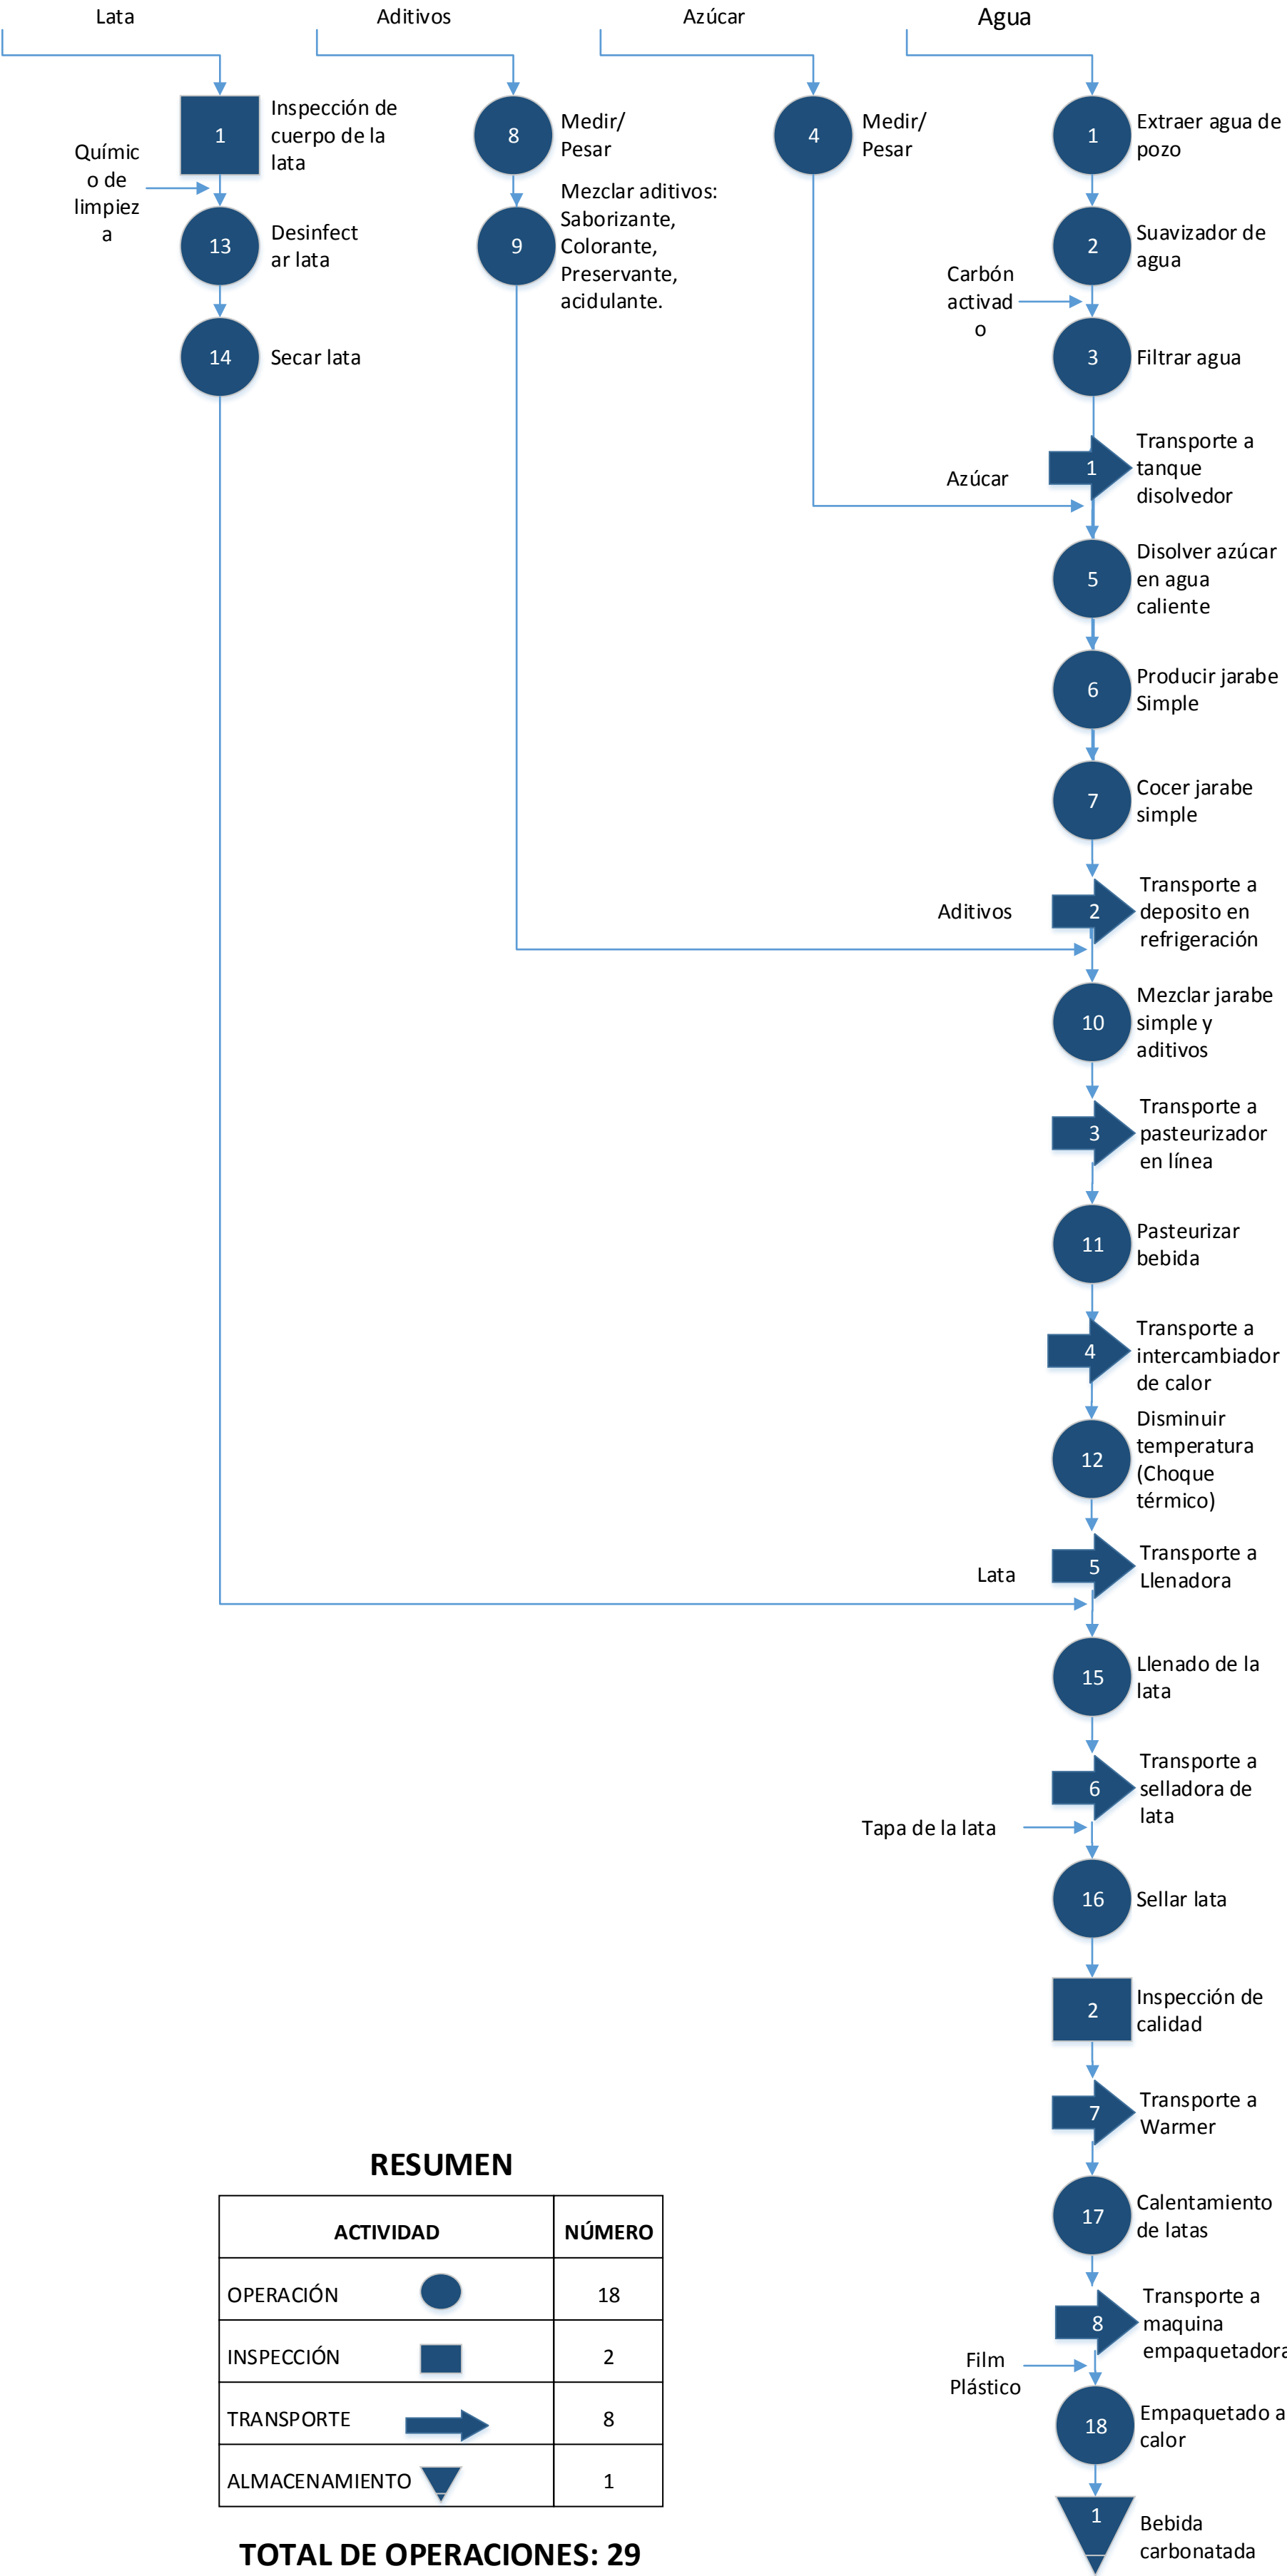 Lata
Aditivos
Azúcar
Agua
1
Inspección de
cuerpo de la
lata
8
Medir/
Pesar
4
Medir/
Pesar
1
Extraer agua de
pozo
Químic
o de
limpiez
a
13
Desinfect
ar lata
9
Mezclar aditivos:
Saborizante,
Colorante,
Preservante,
acidulante.
2
Suavizador de
agua
Carbón
activad
o
14
Secar lata
3
Filtrar agua
Azúcar
1
Transporte a
tanque
disolvedor
5
Disolver azúcar
en agua
caliente
6
Producir jarabe
Simple
7
Cocer jarabe
simple
Aditivos
2
Transporte a
deposito en
refrigeración
10
Mezclar jarabe
simple y
aditivos
3
Transporte a
pasteurizador
en línea
11
Pasteurizar
bebida
4
Transporte a
intercambiador
de calor
12
Disminuir
temperatura
(Choque
térmico)
Lata
5
Transporte a
Llenadora
15
Llenado de la
lata
6
Transporte a
selladora de
lata
Tapa de la lata
16
Sellar lata
2
Inspección de
calidad
7
Transporte a
Warmer
17
Calentamiento
de latas
8
Transporte a
maquina
empaquetadora
Film
Plástico
18
Empaquetado a
calor
1
Bebida
carbonatada
RESUMEN
ACTIVIDAD NÚMERO
OPERACIÓN 18
INSPECCIÓN 2
TRANSPORTE 8
ALMACENAMIENTO 1
TOTAL DE OPERACIONES: 29